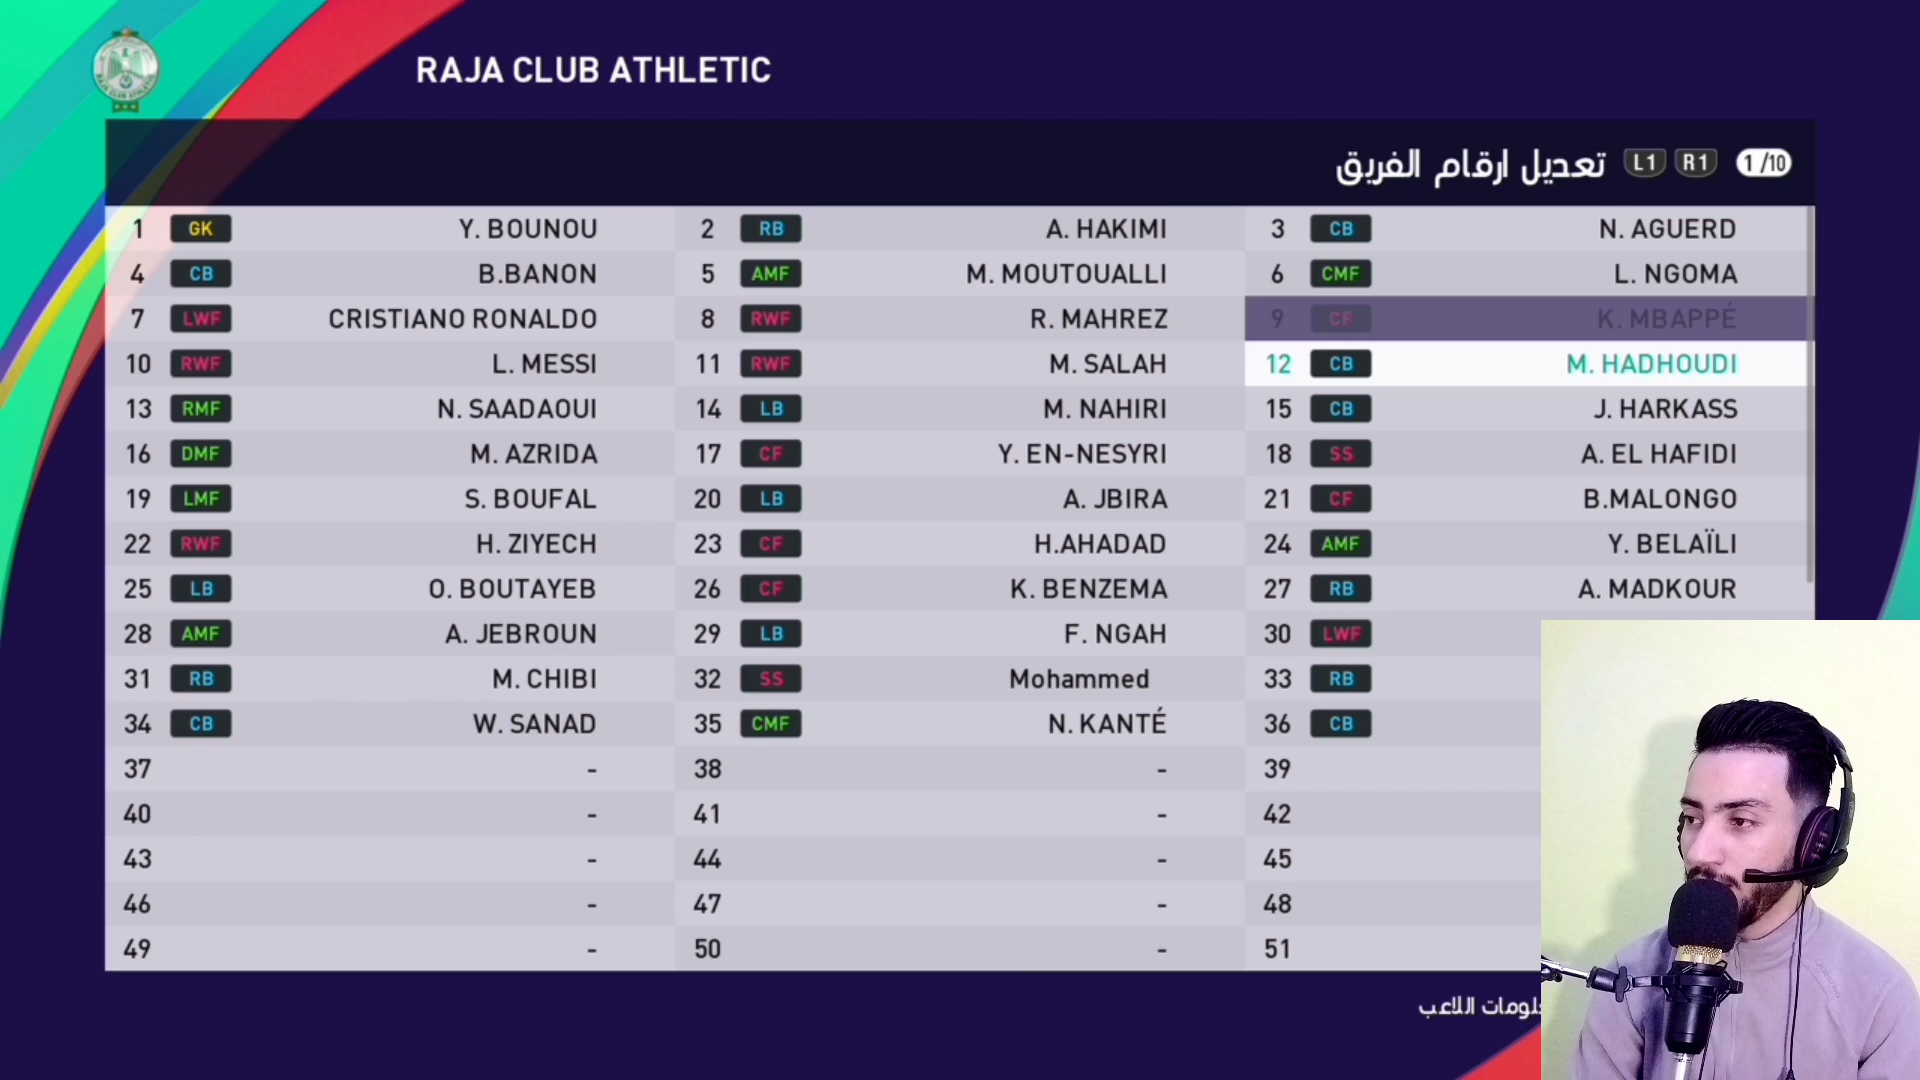 RAJA CLUB ATHLETIC
تعديل ارقام الفريق L1 R1 1/10
1 GK Y. BOUNOU 2 RB A. HAKIMI 3 CB N. AGUERD
4 CB B.BANON 5 AMF M. MOUTOUALLI 6 CMF L. NGOMA
7 LWF CRISTIANO RONALDO 8 RWF R. MAHREZ 9 CF K. MBAPPÉ
10 RWF L. MESSI 11 RWF M. SALAH 12 CB M. HADHOUDI
13 RMF N. SAADAOUI 14 LB M. NAHIRI 15 CB J. HARKASS
16 DMF M. AZRIDA 17 CF Y. EN-NESYRI 18 SS A. EL HAFIDI
19 LMF S. BOUFAL 20 LB A. JBIRA 21 CF B.MALONGO
22 RWF H. ZIYECH 23 CF H.AHADAD 24 AMF Y. BELAÏLI
25 LB O. BOUTAYEB 26 CF K. BENZEMA 27 RB A. MADKOUR
28 AMF A. JEBROUN 29 LB F. NGAH 30 LWF
31 RB M. CHIBI 32 SS Mohammed 33 RB
34 CB W. SANAD 35 CMF N. KANTÉ 36 CB
37 - 38 - 39
40 - 41 - 42
43 - 44 - 45
46 - 47 - 48
49 - 50 - 51
اللاعب